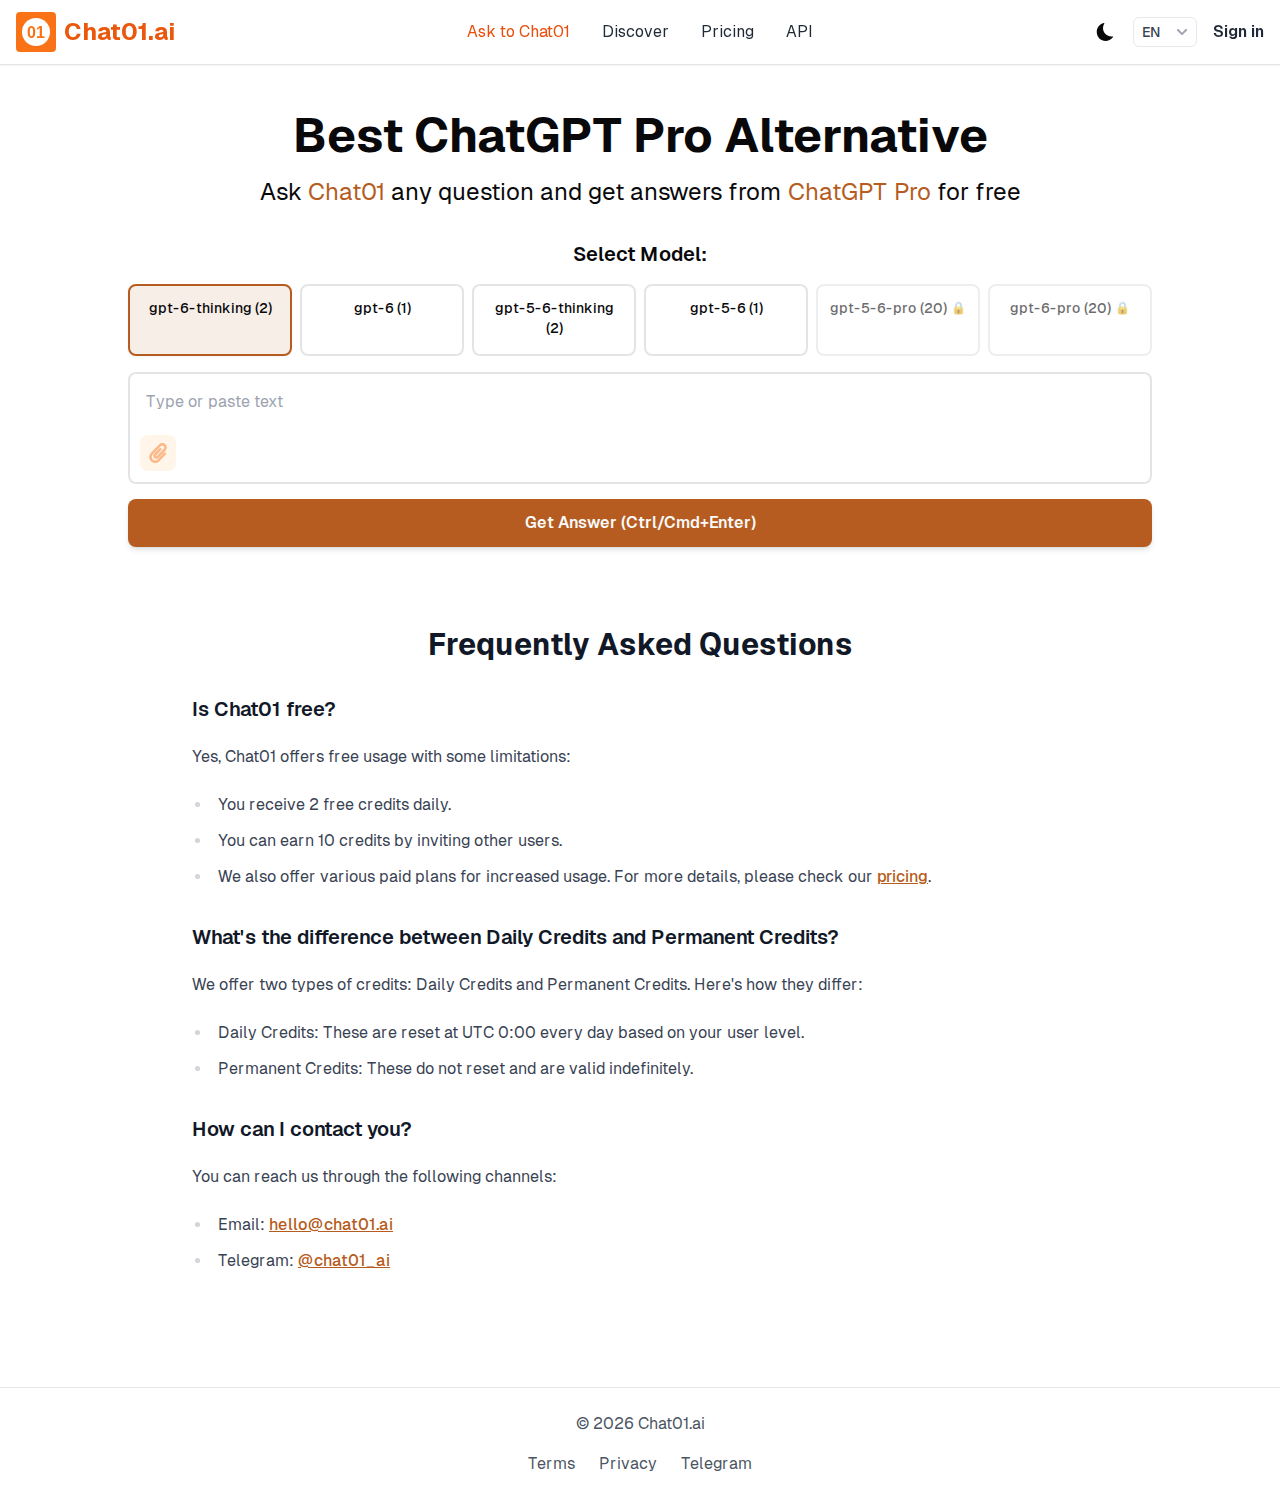 01 Chat01.ai
Ask to Chat01 Discover Pricing API
EN Sign in
Best ChatGPT Pro Alternative
Ask Chat01 any question and get answers from ChatGPT Pro for free
Select Model:
gpt-6-thinking (2)
gpt-6 (1)
gpt-5-6-thinking
(2)
gpt-5-6 (1)
gpt-5-6-pro (20) 🔒
gpt-6-pro (20) 🔒
Type or paste text
Get Answer (Ctrl/Cmd+Enter)
Frequently Asked Questions
Is Chat01 free?
Yes, Chat01 offers free usage with some limitations:
You receive 2 free credits daily.
You can earn 10 credits by inviting other users.
We also offer various paid plans for increased usage. For more details, please check our pricing.
What's the difference between Daily Credits and Permanent Credits?
We offer two types of credits: Daily Credits and Permanent Credits. Here's how they differ:
Daily Credits: These are reset at UTC 0:00 every day based on your user level.
Permanent Credits: These do not reset and are valid indefinitely.
How can I contact you?
You can reach us through the following channels:
Email: hello@chat01.ai
Telegram: @chat01_ai
© 2026 Chat01.ai
Terms Privacy Telegram